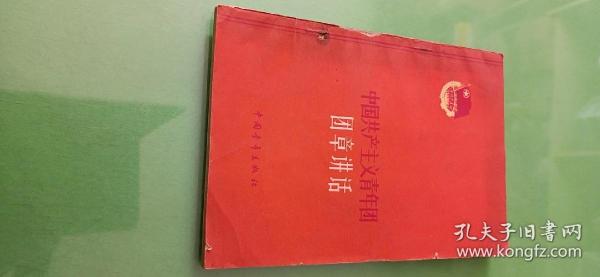 中国共产主义青年团
团章讲话
中国青年出版社
孔夫子旧书网
www.kongfz.com